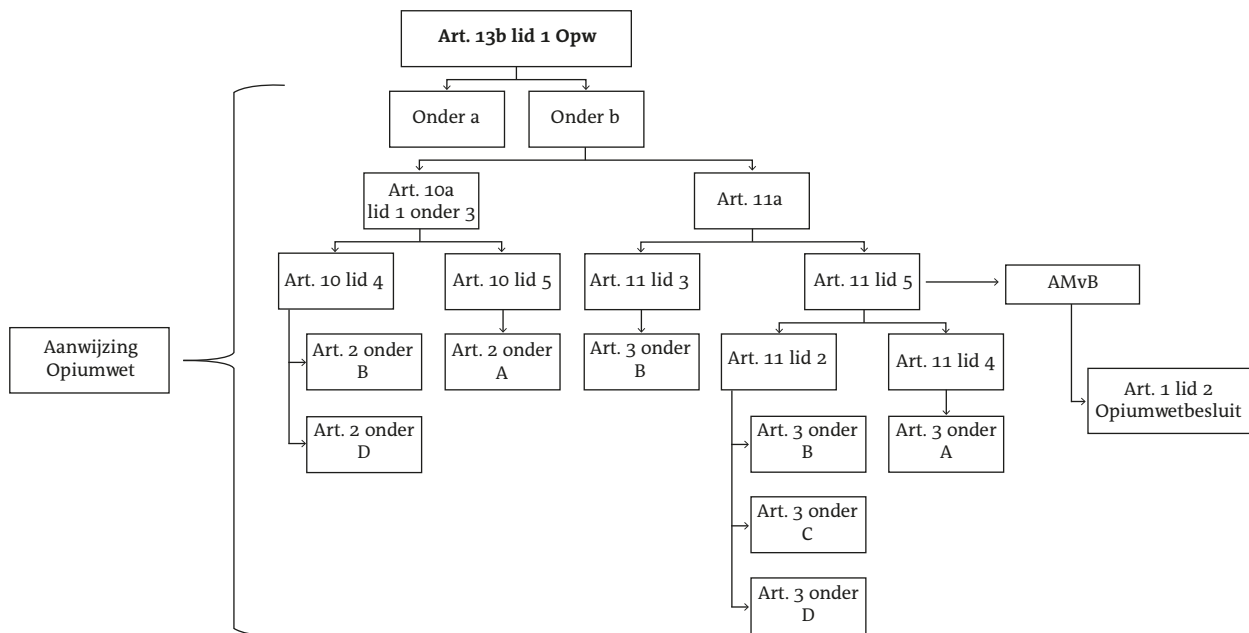 Art. 13b lid 1 Opw
Onder a
Onder b
Art. 10a
lid 1 onder 3
Art. 11a
Art. 10 lid 4
Art. 10 lid 5
Art. 11 lid 3
Art. 11 lid 5
AMvB
Aanwijzing
Opiumwet
Art. 2 onder
B
Art. 2 onder
A
Art. 3 onder
B
Art. 11 lid 2
Art. 11 lid 4
Art. 1 lid 2
Opiumwetbesluit
Art. 2 onder
D
Art. 3 onder
B
Art. 3 onder
A
Art. 3 onder
C
Art. 3 onder
D